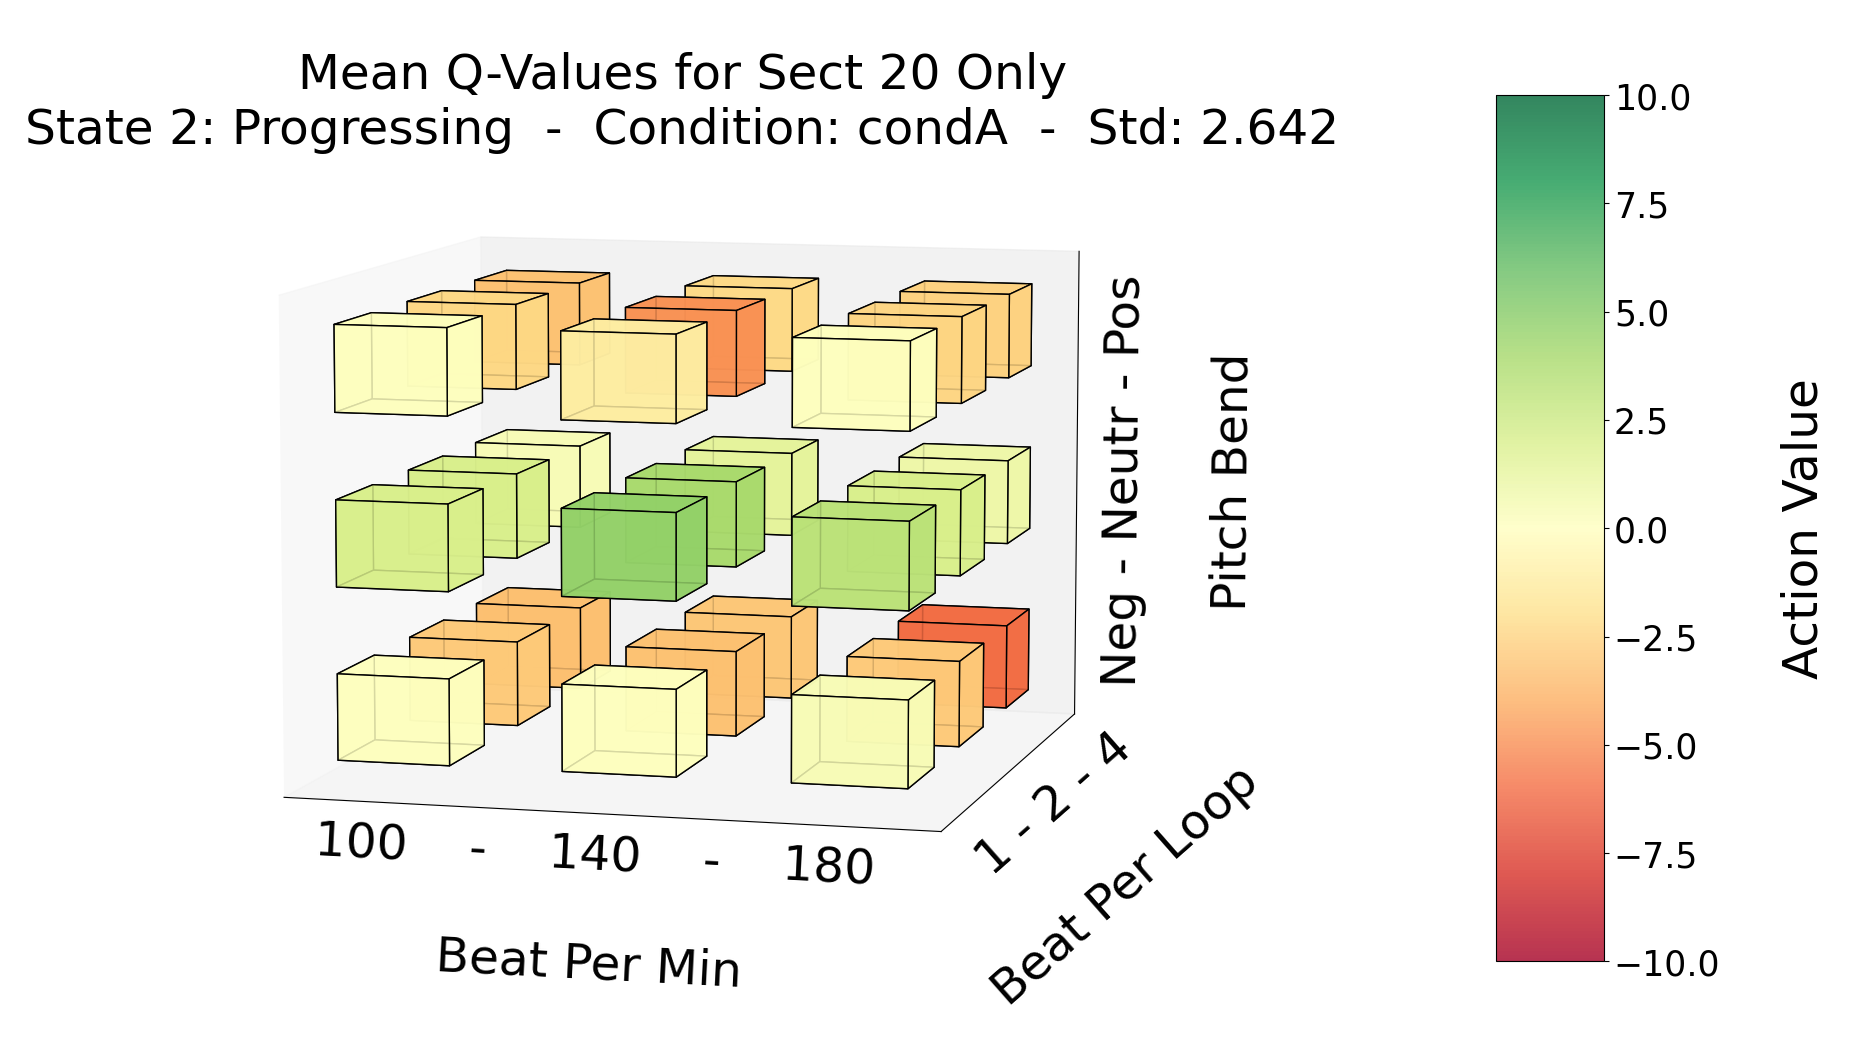 Mean Q-Values for Sect 20 Only
State 2: Progressing - Condition: condA - Std: 2.642
10.0
7.5
5.0
2.5
0.0
−2.5
−5.0
−7.5
−10.0
Action Value
Neg - Neutr - Pos
Pitch Bend
1 - 2 - 4
Beat Per Loop
100 - 140 - 180
Beat Per Min